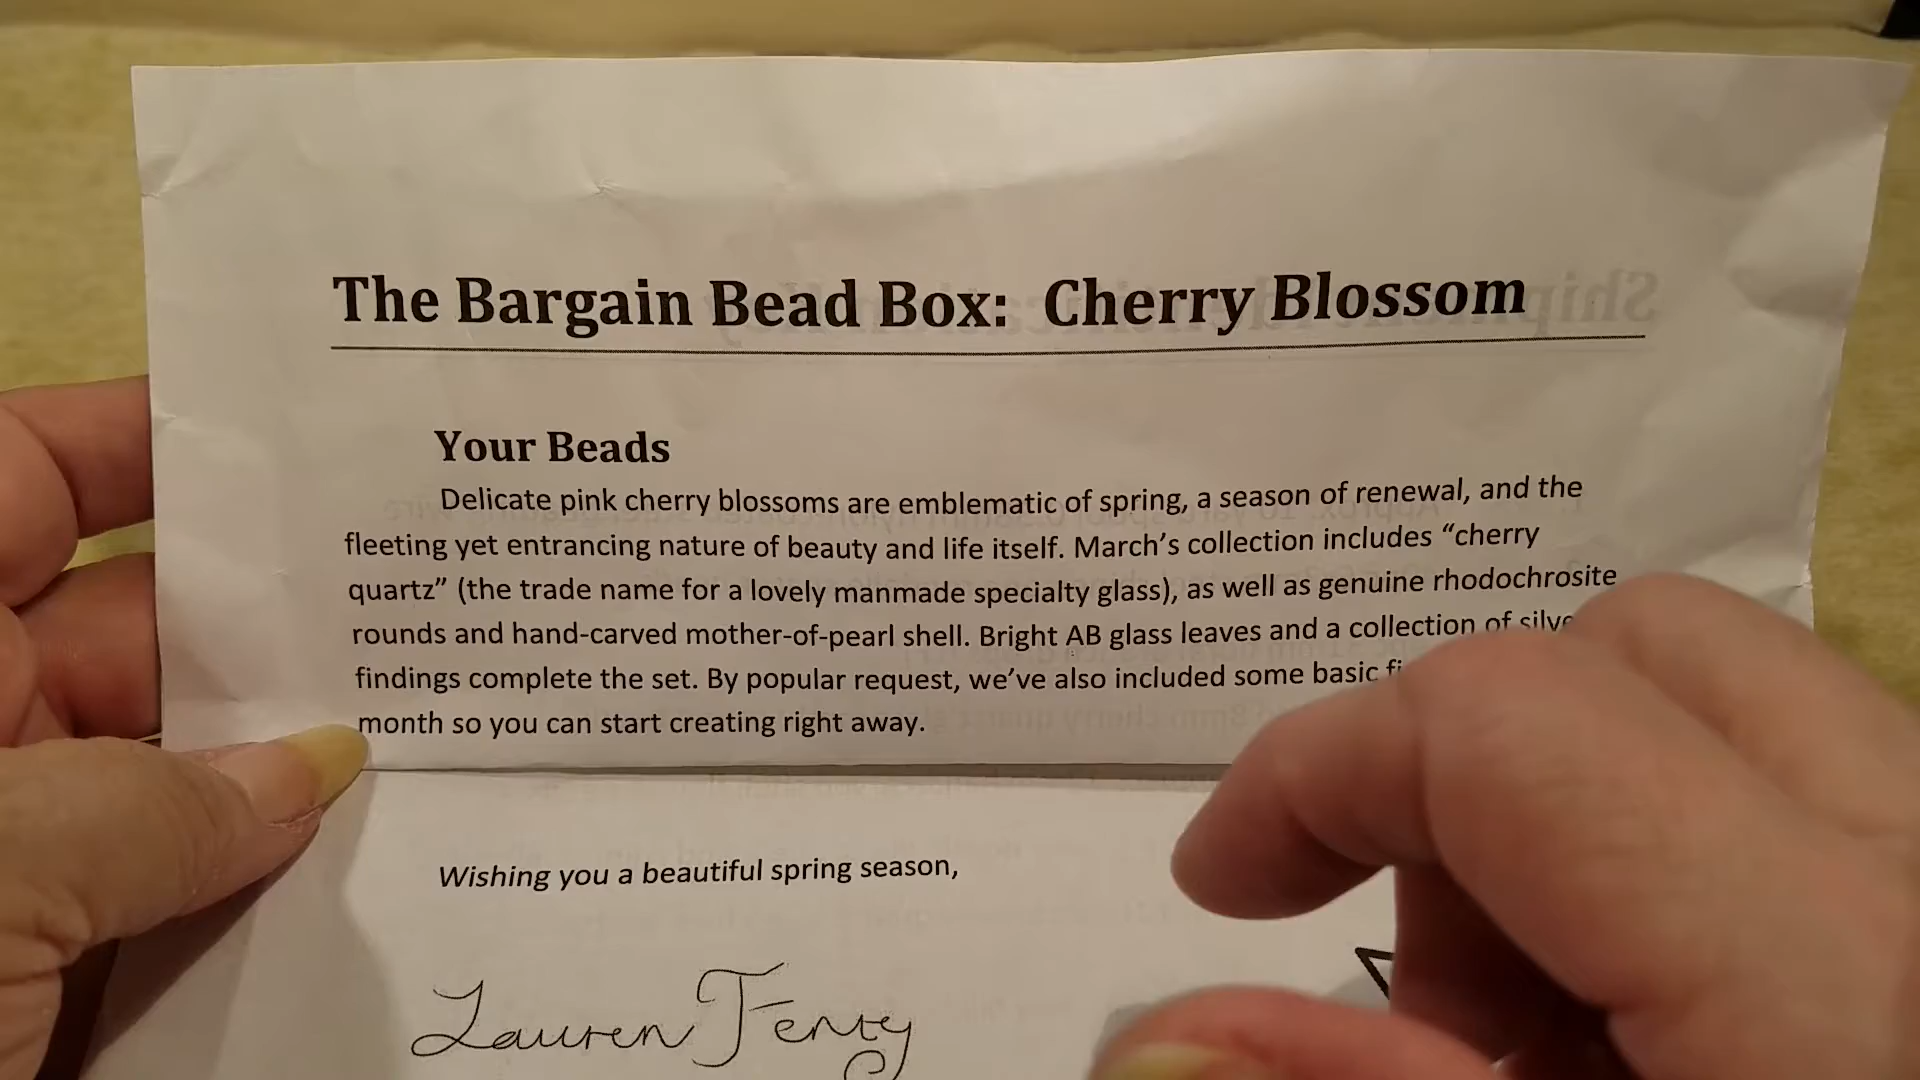 The Bargain Bead Box: Cherry Blossom
Your Beads
Delicate pink cherry blossoms are emblematic of spring, a season of renewal, and the
fleeting yet entrancing nature of beauty and life itself. March's collection includes “cherry
quartz” (the trade name for a lovely manmade specialty glass), as well as genuine rhodochrosite
rounds and hand-carved mother-of-pearl shell. Bright AB glass leaves and a collection of
findings complete the set. By popular request, we've also included some basic
month so you can start creating right away.
Wishing you a beautiful spring season,
Lauren Fenty